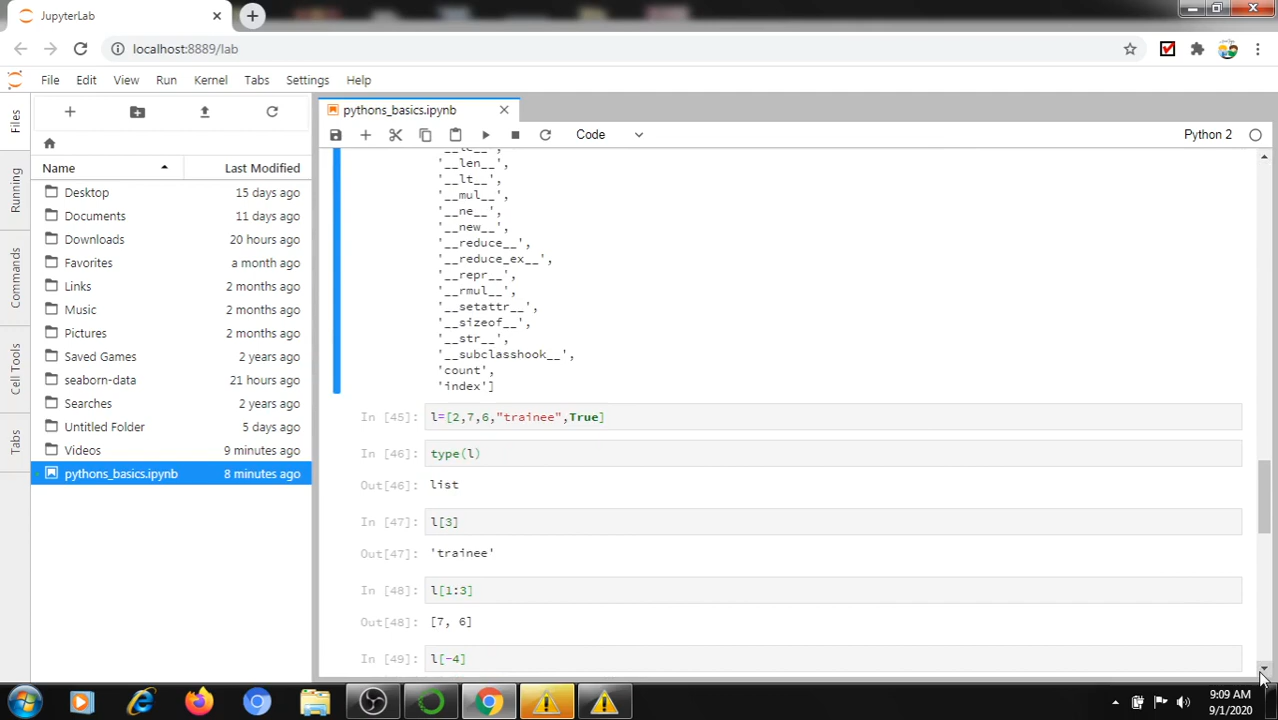 JupyterLab
localhost:8889/lab
File Edit View Run Kernel Tabs Settings Help
Files
Running
Commands
Cell Tools
Tabs
Name Last Modified
Desktop 15 days ago
Documents 11 days ago
Downloads 20 hours ago
Favorites a month ago
Links 2 months ago
Music 2 months ago
Pictures 2 months ago
Saved Games 2 years ago
seaborn-data 21 hours ago
Searches 2 years ago
Untitled Folder 5 days ago
Videos 9 minutes ago
pythons_basics.ipynb 8 minutes ago
pythons_basics.ipynb
Code
Python 2
'__len__',
'__lt__',
'__mul__',
'__ne__',
'__new__',
'__reduce__',
'__reduce_ex__',
'__repr__',
'__rmul__',
'__setattr__',
'__sizeof__',
'__str__',
'__subclasshook__',
'count',
'index']
In [45]: l=[2,7,6,"trainee",True]
In [46]: type(l)
Out[46]: list
In [47]: l[3]
Out[47]: 'trainee'
In [48]: l[1:3]
Out[48]: [7, 6]
In [49]: l[-4]
9:09 AM
9/1/2020